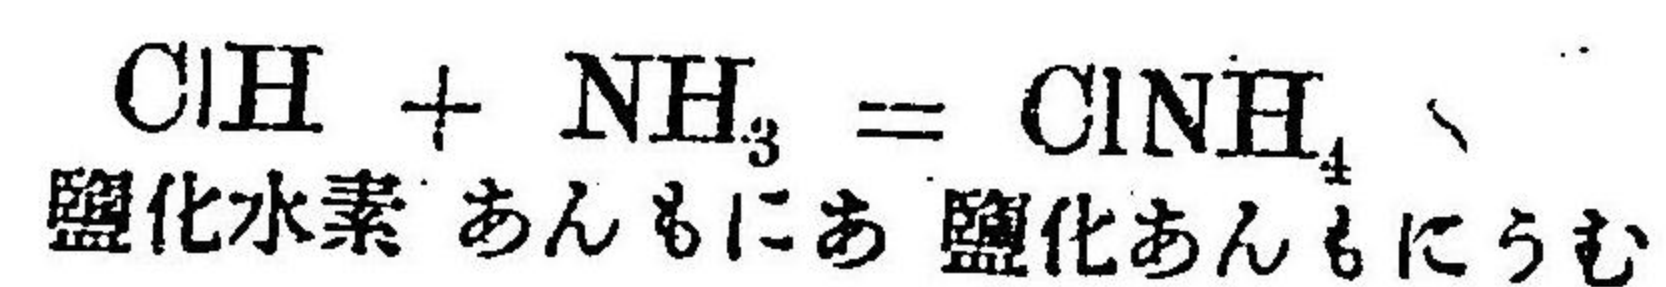 ClH + NH₃ = ClNH₄ 、
鹽化水素 あんもにあ 鹽化あんもにうむ